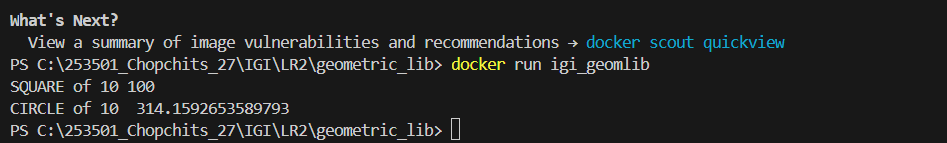 What's Next?
  View a summary of image vulnerabilities and recommendations → docker scout quickview
PS C:\253501_Chopchits_27\IGI\LR2\geometric_lib> docker run igi_geomlib
SQUARE of 10 100
CIRCLE of 10  314.1592653589793
PS C:\253501_Chopchits_27\IGI\LR2\geometric_lib>